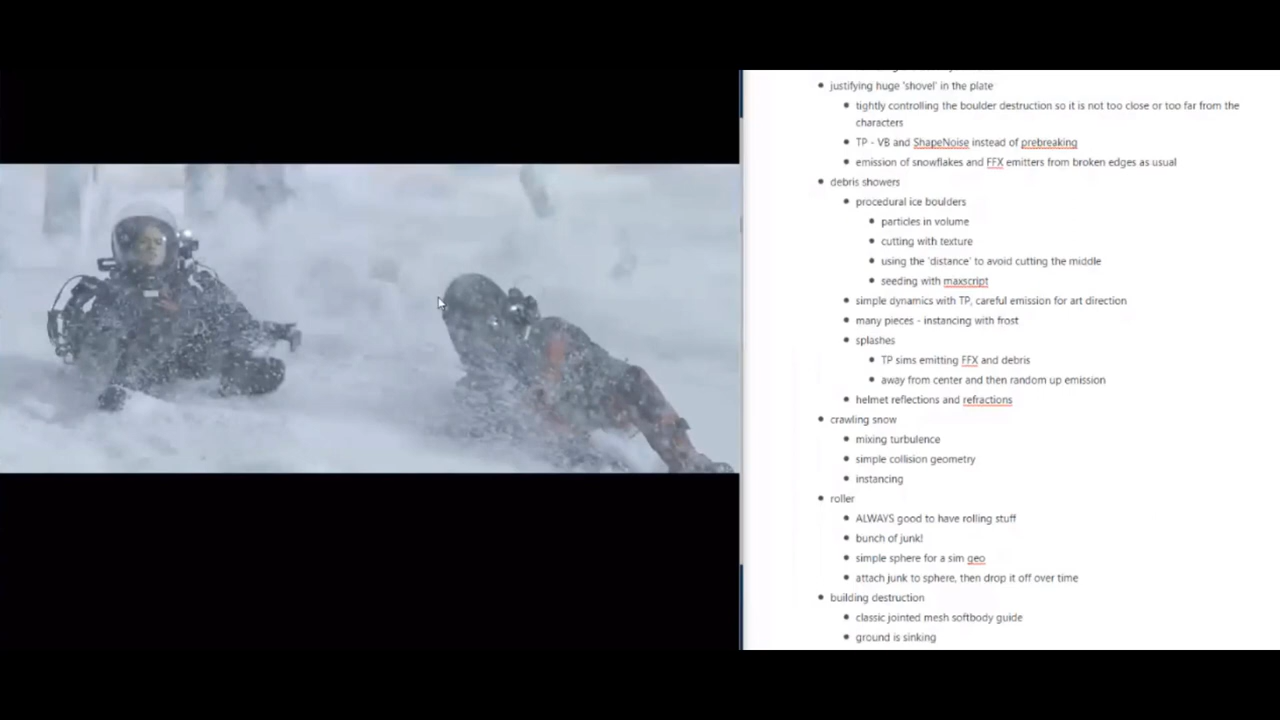 justifying huge 'shovel' in the plate
tightly controlling the boulder destruction so it is not too close or too far from the
characters
TP - VB and ShapeNoise instead of prebreaking
emission of snowflakes and FFX emitters from broken edges as usual
debris showers
procedural ice boulders
particles in volume
cutting with texture
using the 'distance' to avoid cutting the middle
seeding with maxscript
simple dynamics with TP, careful emission for art direction
many pieces - instancing with frost
splashes
TP sims emitting FFX and debris
away from center and then random up emission
helmet reflections and refractions
crawling snow
mixing turbulence
simple collision geometry
instancing
roller
ALWAYS good to have rolling stuff
bunch of junk!
simple sphere for a sim geo
attach junk to sphere, then drop it off over time
building destruction
classic jointed mesh softbody guide
ground is sinking